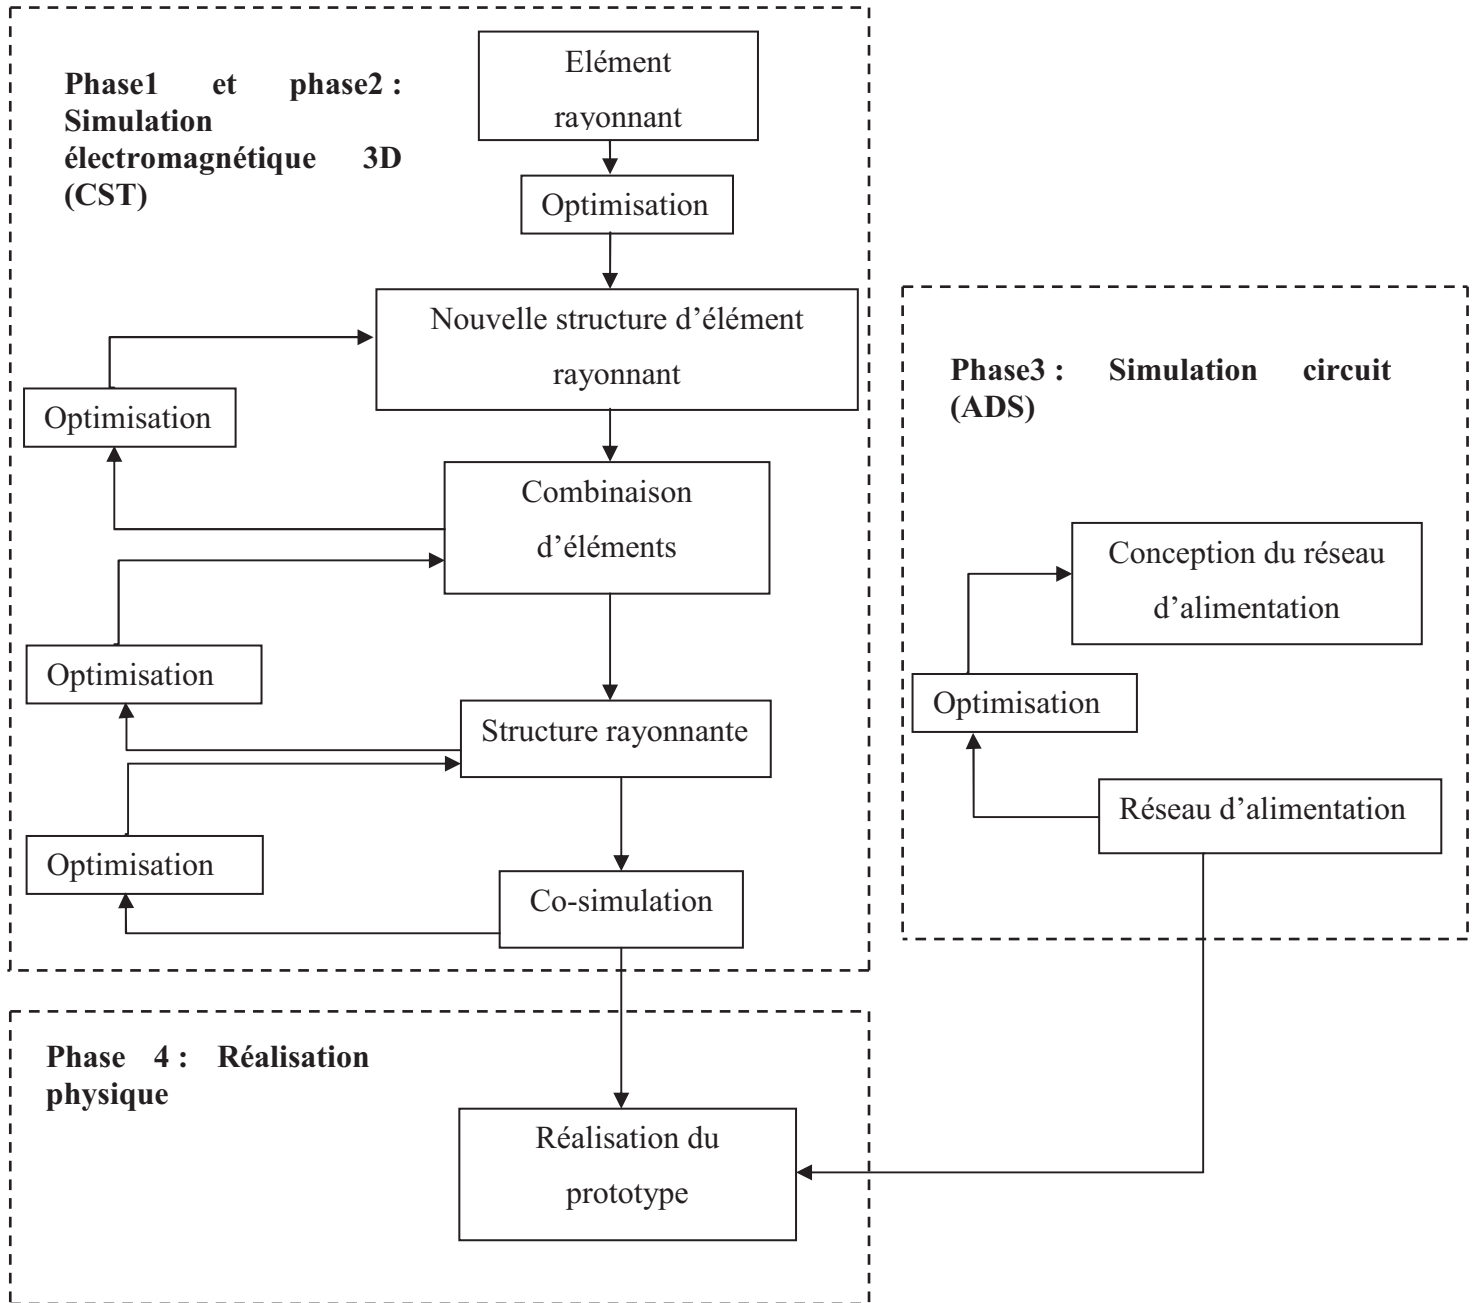 Phase1 et phase2 :
Simulation
électromagnétique 3D
(CST)
Elément
rayonnant
Optimisation
Nouvelle structure d’élément
rayonnant
Optimisation
Combinaison
d’éléments
Optimisation
Structure rayonnante
Optimisation
Co-simulation
Phase3 : Simulation circuit
(ADS)
Conception du réseau
d’alimentation
Optimisation
Réseau d’alimentation
Phase 4 : Réalisation
physique
Réalisation du
prototype